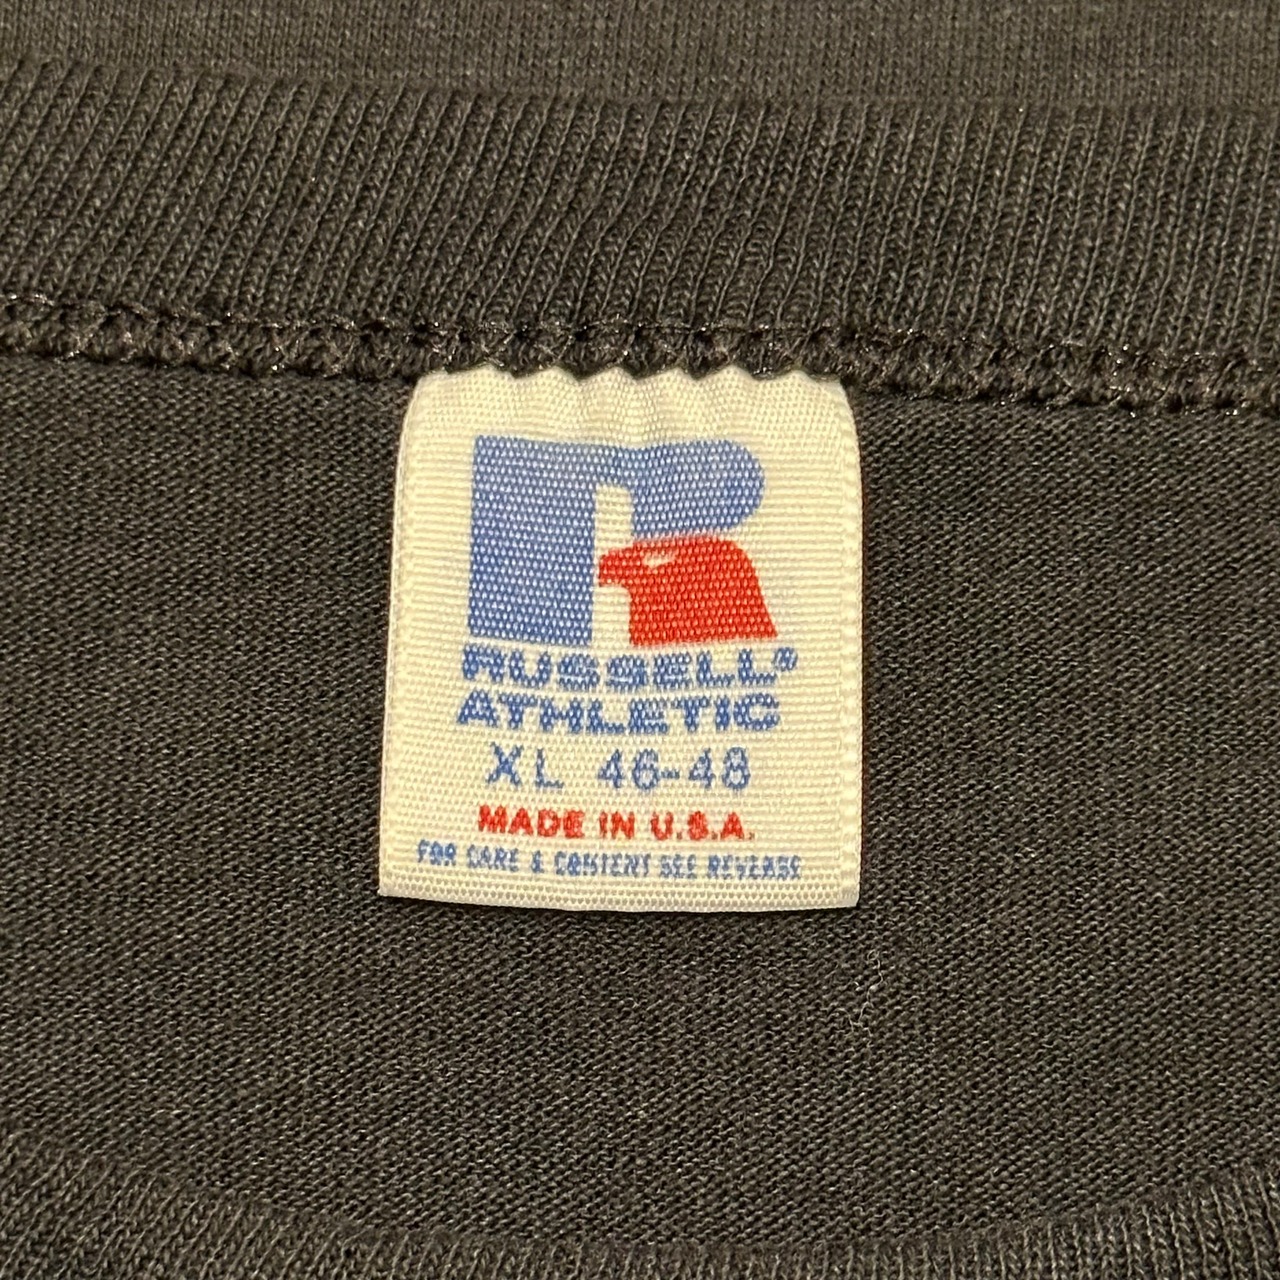 R
RUSSELL®
ATHLETIC
XL 46-48
MADE IN U.S.A.
FOR CARE & CONTENT SEE REVERSE